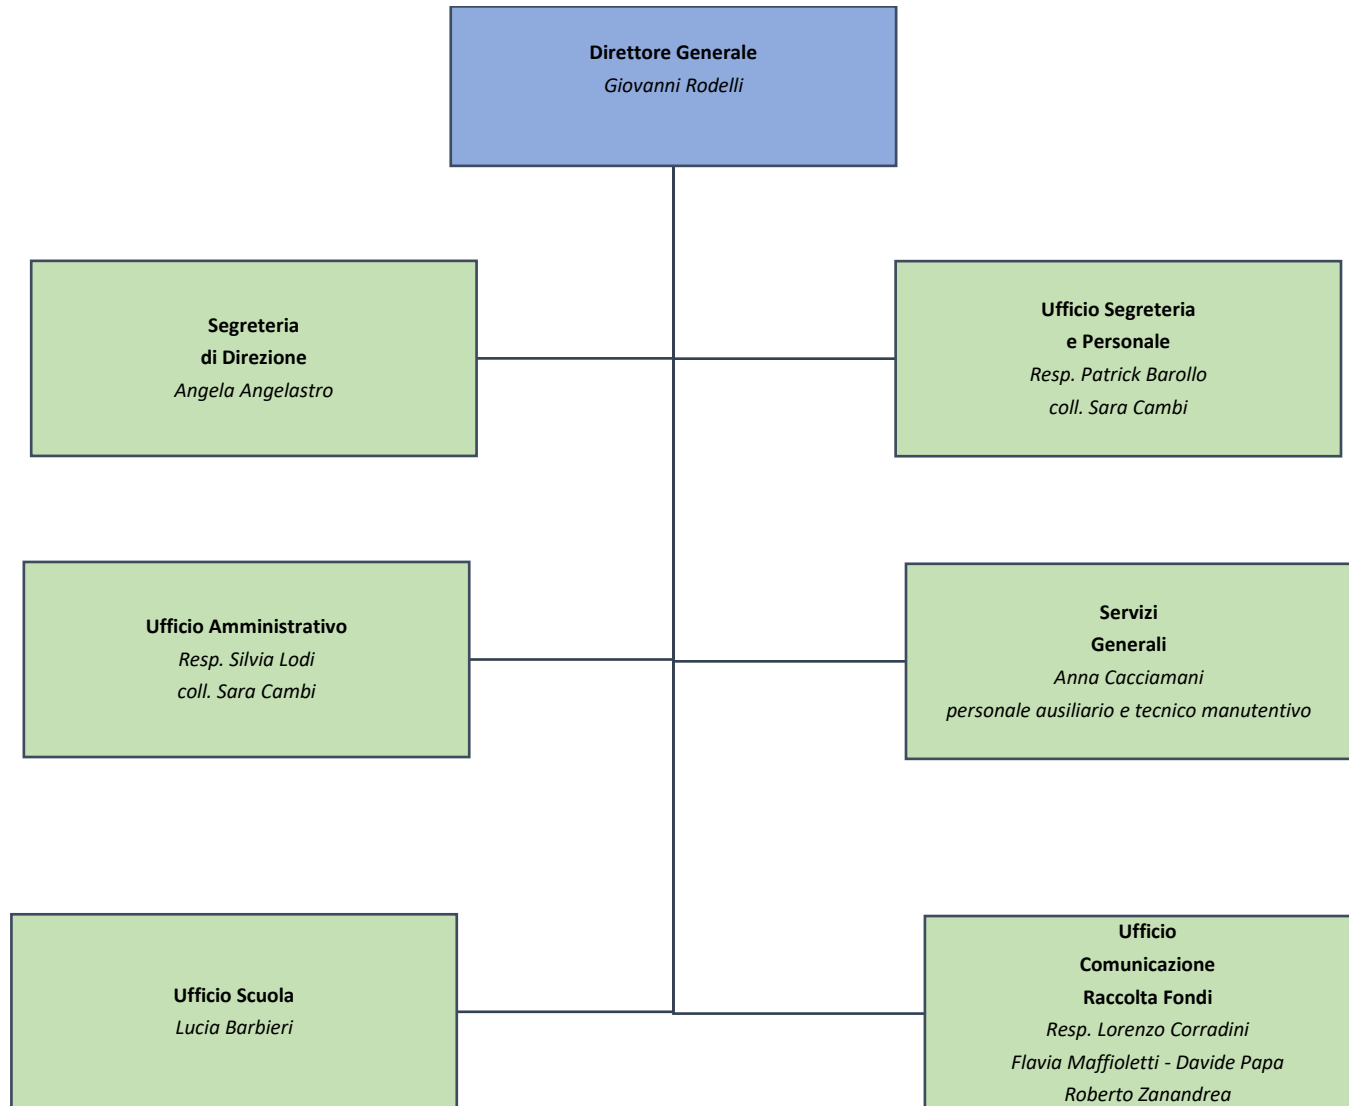 Direttore Generale
Giovanni Rodelli
Segreteria
di Direzione
Angela Angelastro
Ufficio Segreteria
e Personale
Resp. Patrick Barollo
coll. Sara Cambi
Ufficio Amministrativo
Resp. Silvia Lodi
coll. Sara Cambi
Servizi
Generali
Anna Cacciamani
personale ausiliario e tecnico manutentivo
Ufficio Scuola
Lucia Barbieri
Ufficio
Comunicazione
Raccolta Fondi
Resp. Lorenzo Corradini
Flavia Maffioletti - Davide Papa
Roberto Zanandrea